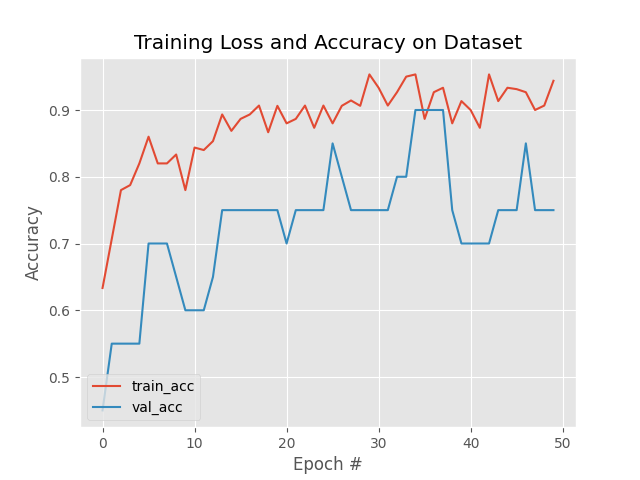 Training Loss and Accuracy on Dataset
Accuracy
0.9
0.8
0.7
0.6
0.5
train_acc
val_acc
0 10 20 30 40 50
Epoch #